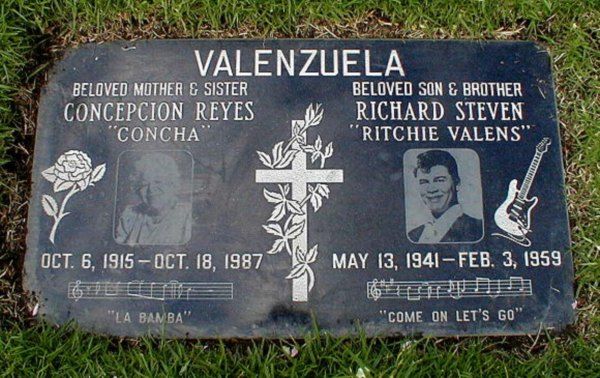 VALENZUELA
BELOVED MOTHER & SISTER
CONCEPCION REYES
"CONCHA"
OCT. 6, 1915 – OCT. 18, 1987
"LA BAMBA"
BELOVED SON & BROTHER
RICHARD STEVEN
"RITCHIE VALENS"
MAY 13, 1941 – FEB. 3, 1959
"COME ON LET'S GO"